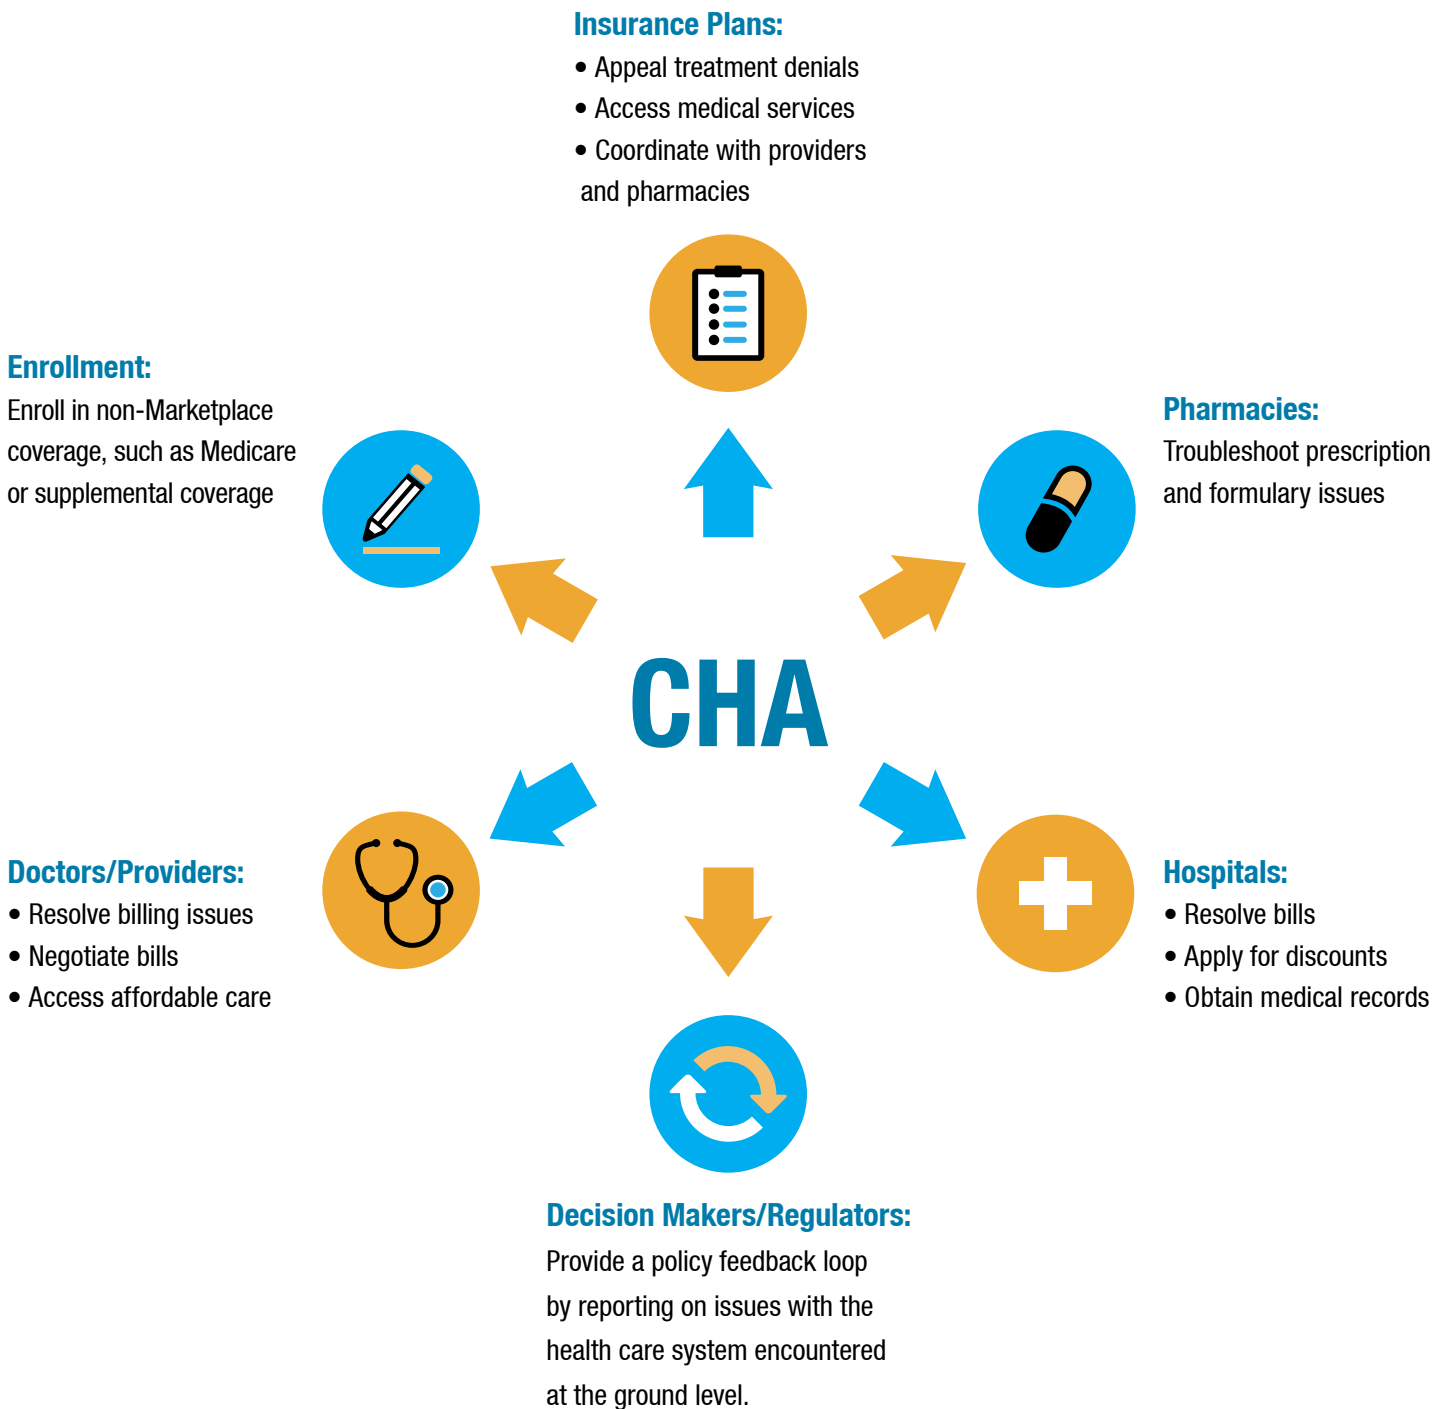 Insurance Plans:
• Appeal treatment denials
• Access medical services
• Coordinate with providers
and pharmacies
Enrollment:
Enroll in non-Marketplace
coverage, such as Medicare
or supplemental coverage
Pharmacies:
Troubleshoot prescription
and formulary issues
CHA
Doctors/Providers:
• Resolve billing issues
• Negotiate bills
• Access affordable care
Hospitals:
• Resolve bills
• Apply for discounts
• Obtain medical records
Decision Makers/Regulators:
Provide a policy feedback loop
by reporting on issues with the
health care system encountered
at the ground level.